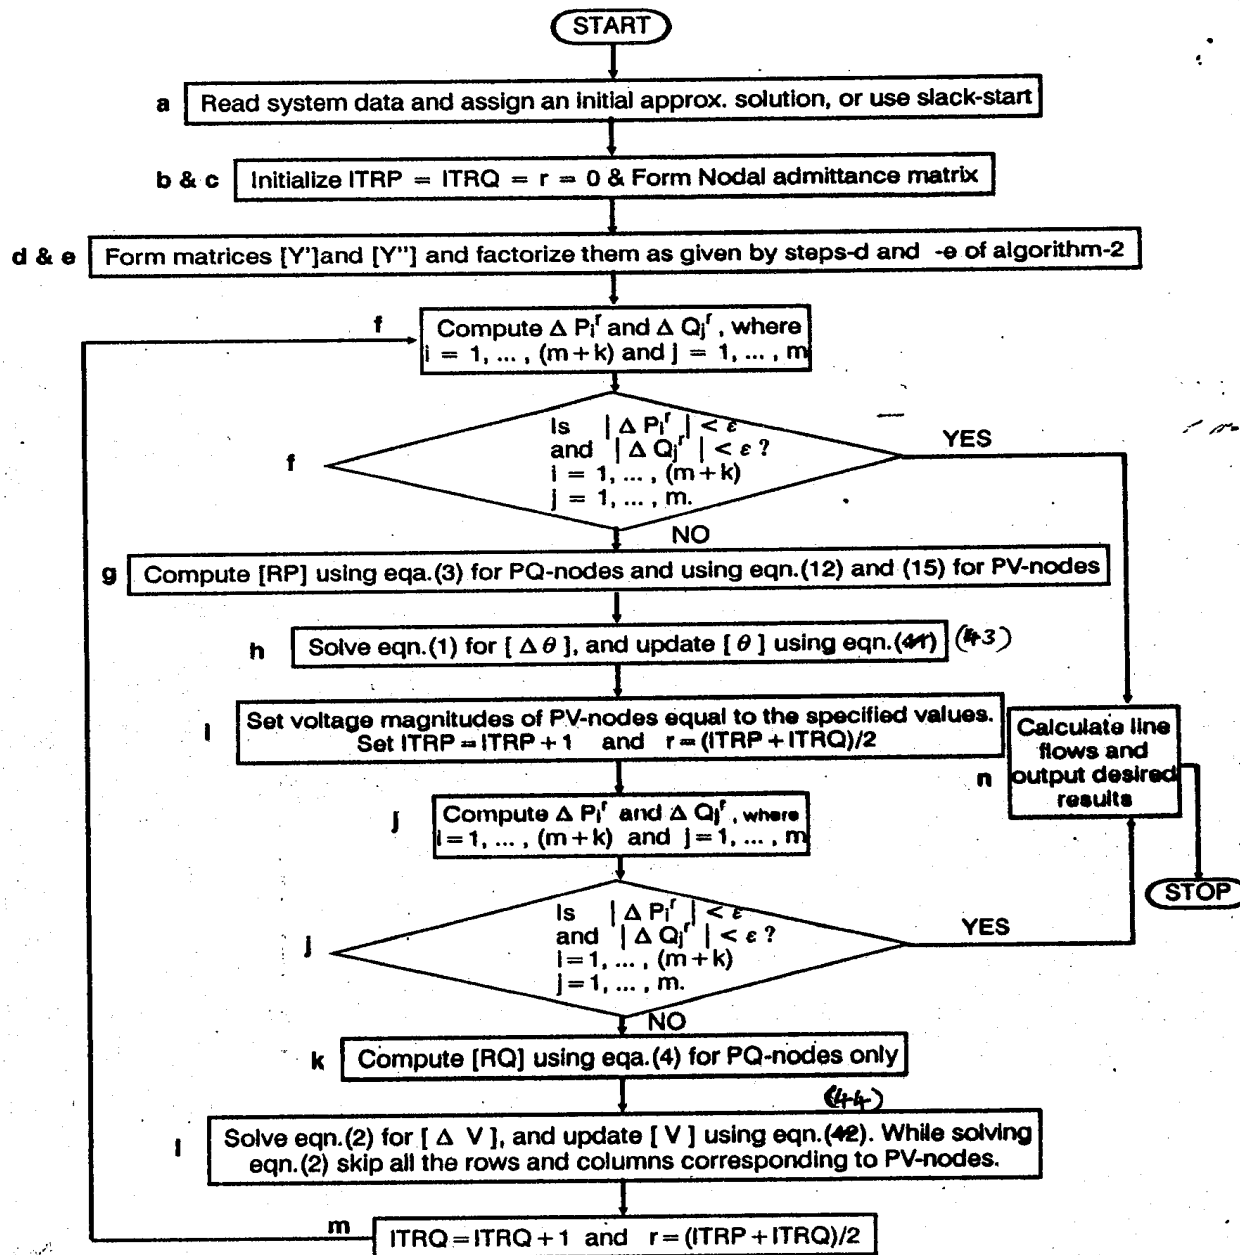 START
a Read system data and assign an initial approx. solution, or use slack-start
b & c Initialize ITRP = ITRQ = r = 0 & Form Nodal admittance matrix
d & e Form matrices [Y']and [Y''] and factorize them as given by steps-d and -e of algorithm-2
f
Compute Δ Pi^r and Δ Qj^r, where
i = 1, ... , (m+k) and j = 1, ... , m
Is | Δ Pi^r | < ε
and | Δ Qj^r | < ε ?
i = 1, ... , (m+k)
j = 1, ... , m.
f
YES
NO
g Compute [RP] using eqa.(3) for PQ-nodes and using eqn.(12) and (15) for PV-nodes
h Solve eqn.(1) for [ Δ θ ], and update [ θ ] using eqn.(41) (43)
i
Set voltage magnitudes of PV-nodes equal to the specified values.
Set ITRP = ITRP + 1 and r = (ITRP + ITRQ)/2
n
Calculate line
flows and
output desired
results
j
Compute Δ Pi^r and Δ Qj^r, where
i=1, ... , (m+k) and j=1, ... , m
STOP
Is | Δ Pi^r | < ε
and | Δ Qj^r | < ε ?
i=1, ... , (m+k)
j=1, ... , m.
j
YES
NO
k Compute [RQ] using eqa.(4) for PQ-nodes only
(44)
l
Solve eqn.(2) for [ Δ V ], and update [ V ] using eqn.(42). While solving
eqn.(2) skip all the rows and columns corresponding to PV-nodes.
m
ITRQ = ITRQ + 1 and r = (ITRP + ITRQ)/2